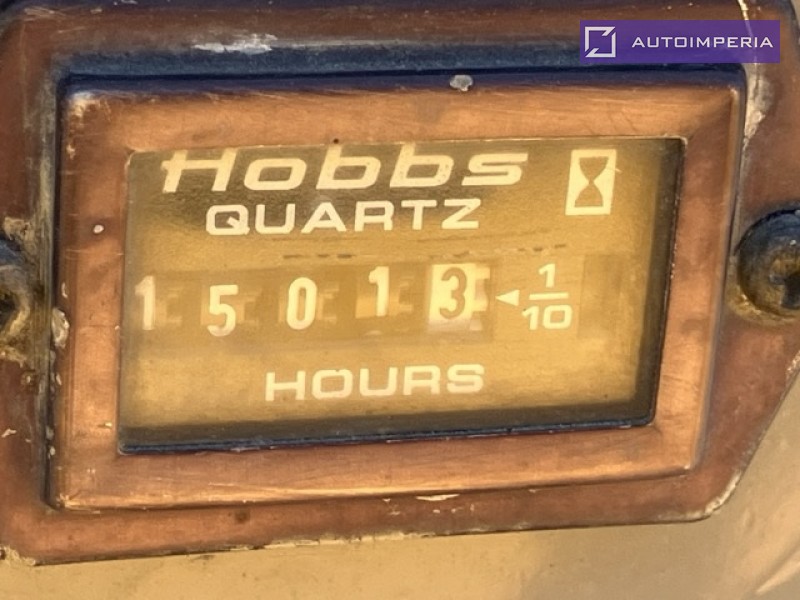 AUTOIMPERIA
Hobbs
QUARTZ
1 5 0 1 3 ◄ 1/10
HOURS